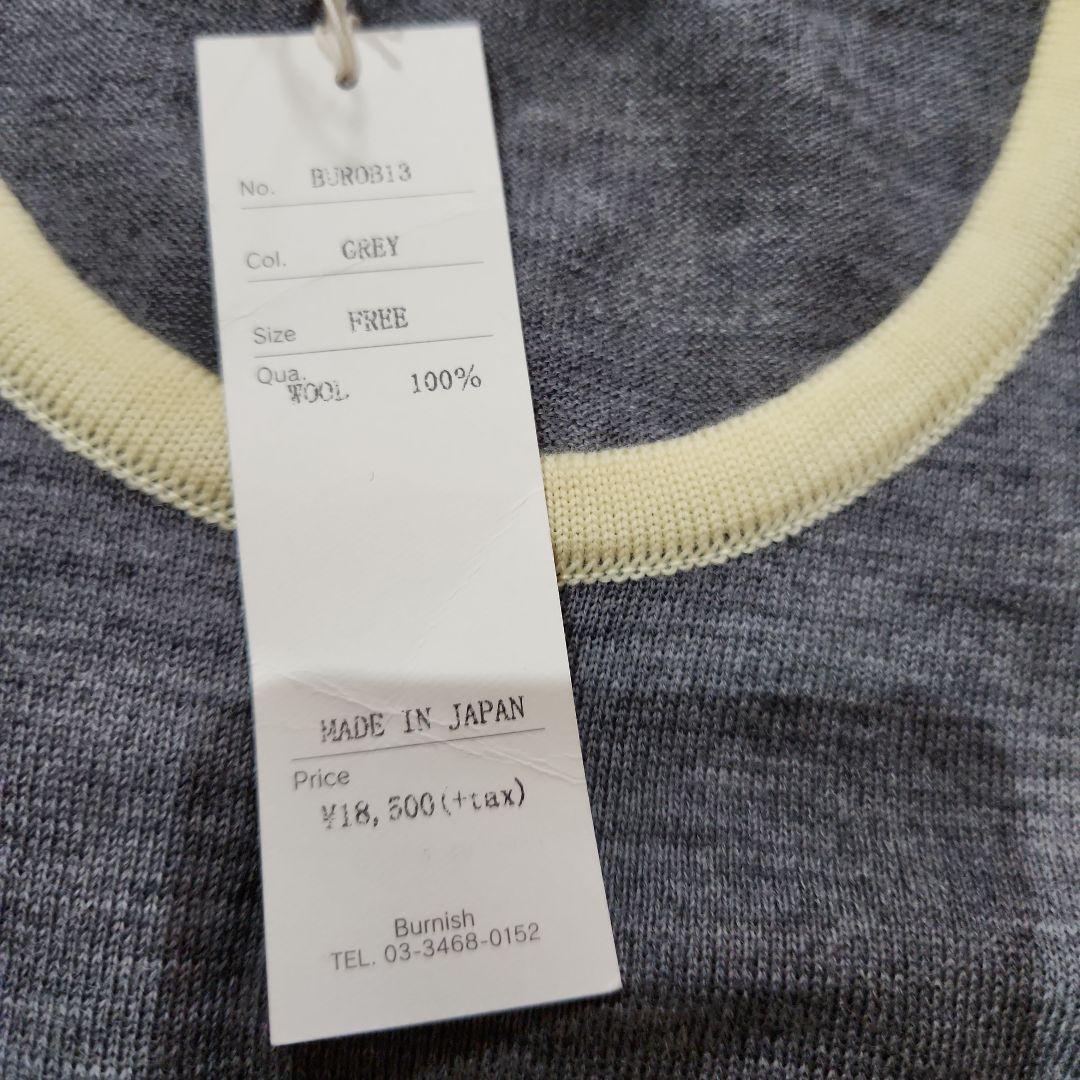 No. BUROB13
Col. GREY
Size FREE
Qua.
WOOL 100%
MADE IN JAPAN
Price
¥18,500(+tax)
Burnish
TEL. 03-3468-0152